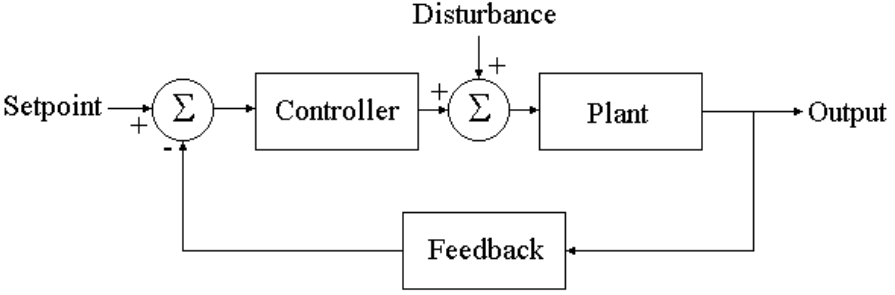 Disturbance
+
+
Setpoint
Σ
Controller
Σ
Plant
Output
+
-
Feedback